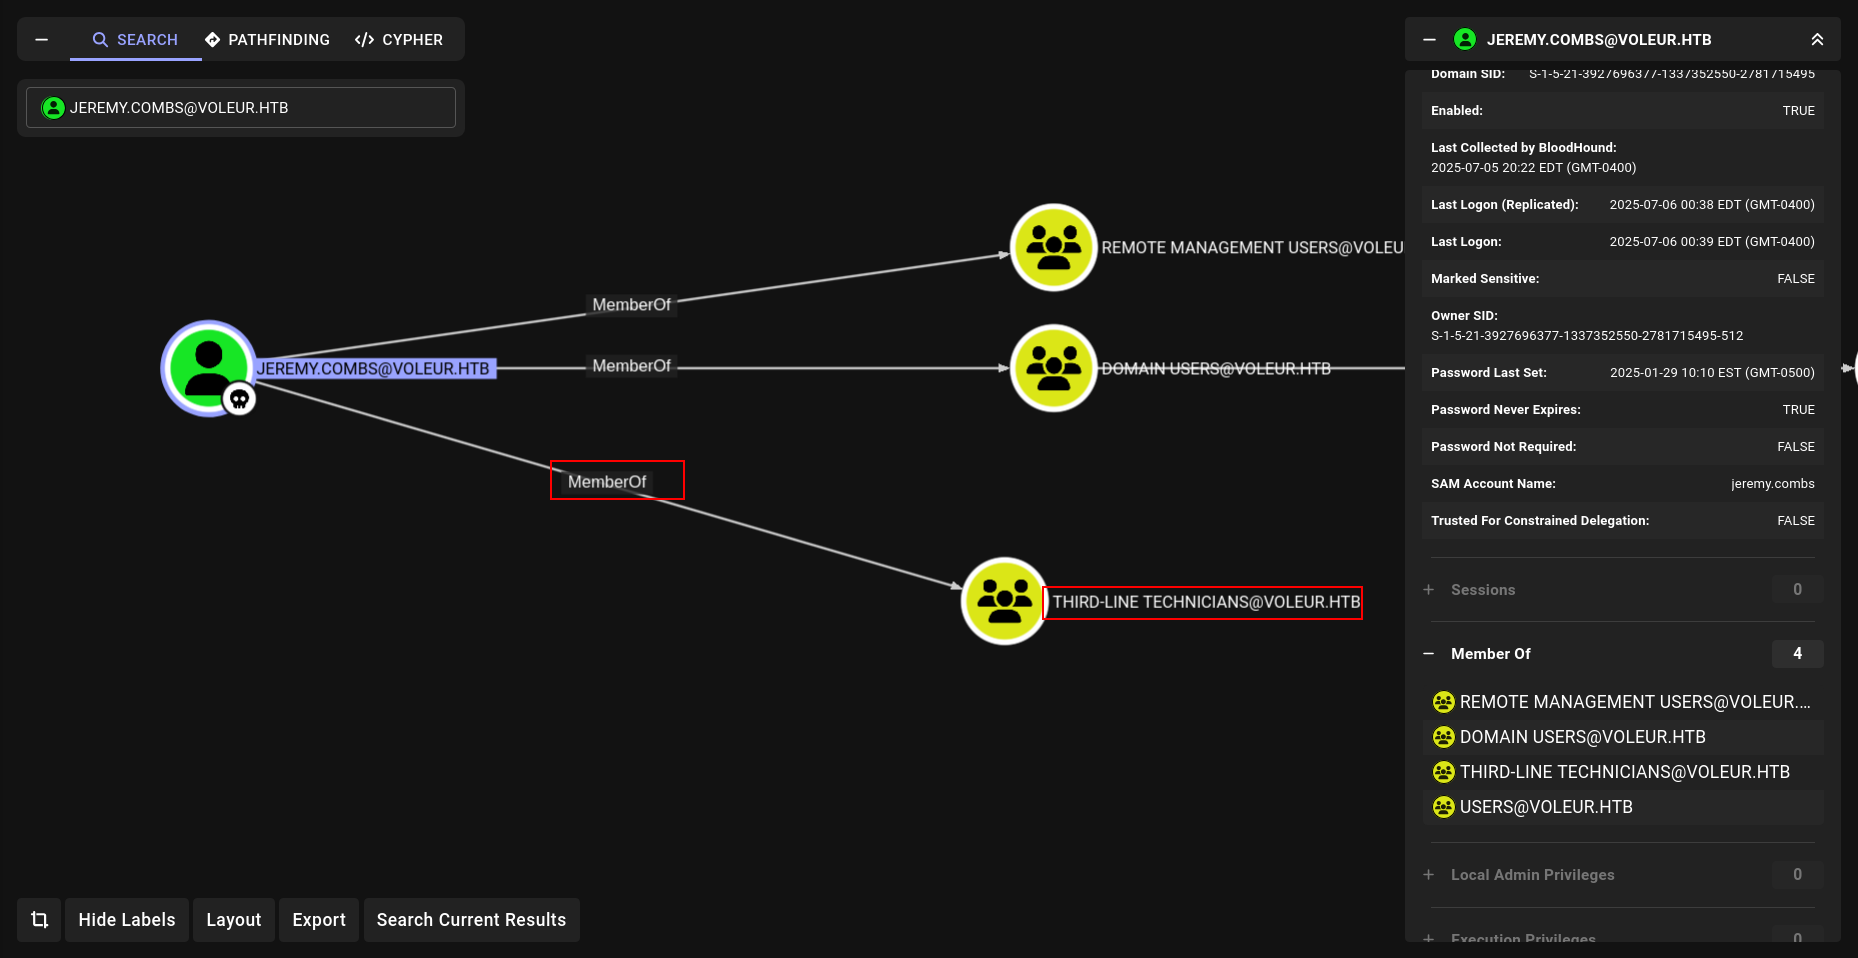 SEARCH
PATHFINDING
CYPHER
JEREMY.COMBS@VOLEUR.HTB
REMOTE MANAGEMENT USERS@VOLEU
MemberOf
JEREMY.COMBS@VOLEUR.HTB
MemberOf
DOMAIN USERS@VOLEUR.HTB
MemberOf
THIRD-LINE TECHNICIANS@VOLEUR.HTB
Hide Labels
Layout
Export
Search Current Results
JEREMY.COMBS@VOLEUR.HTB
Domain SID: S-1-5-21-3927696377-1337352550-2781715495
Enabled: TRUE
Last Collected by BloodHound:
2025-07-05 20:22 EDT (GMT-0400)
Last Logon (Replicated): 2025-07-06 00:38 EDT (GMT-0400)
Last Logon: 2025-07-06 00:39 EDT (GMT-0400)
Marked Sensitive: FALSE
Owner SID:
S-1-5-21-3927696377-1337352550-2781715495-512
Password Last Set: 2025-01-29 10:10 EST (GMT-0500)
Password Never Expires: TRUE
Password Not Required: FALSE
SAM Account Name: jeremy.combs
Trusted For Constrained Delegation: FALSE
Sessions 0
Member Of 4
REMOTE MANAGEMENT USERS@VOLEUR.…
DOMAIN USERS@VOLEUR.HTB
THIRD-LINE TECHNICIANS@VOLEUR.HTB
USERS@VOLEUR.HTB
Local Admin Privileges 0
Execution Privileges 0